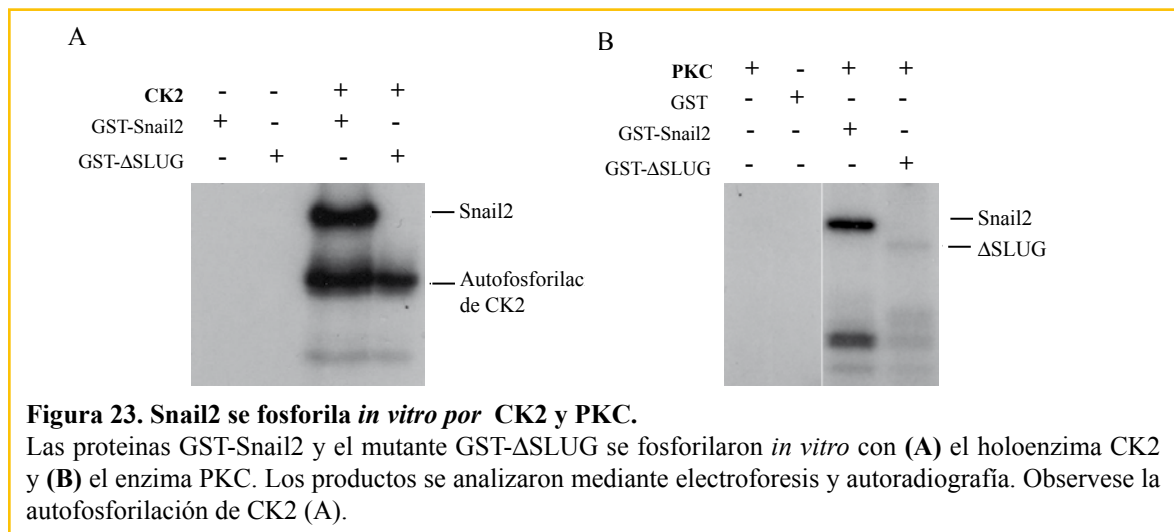 A
CK2 - - + +
GST-Snail2 + - + -
GST-ΔSLUG - + - +
Snail2
Autofosforilac
de CK2
B
PKC + - + +
GST - + - -
GST-Snail2 - - + -
GST-ΔSLUG - - - +
Snail2
ΔSLUG
Figura 23. Snail2 se fosforila in vitro por CK2 y PKC.
Las proteinas GST-Snail2 y el mutante GST-ΔSLUG se fosforilaron in vitro con (A) el holoenzima CK2
y (B) el enzima PKC. Los productos se analizaron mediante electroforesis y autoradiografía. Observese la
autofosforilación de CK2 (A).